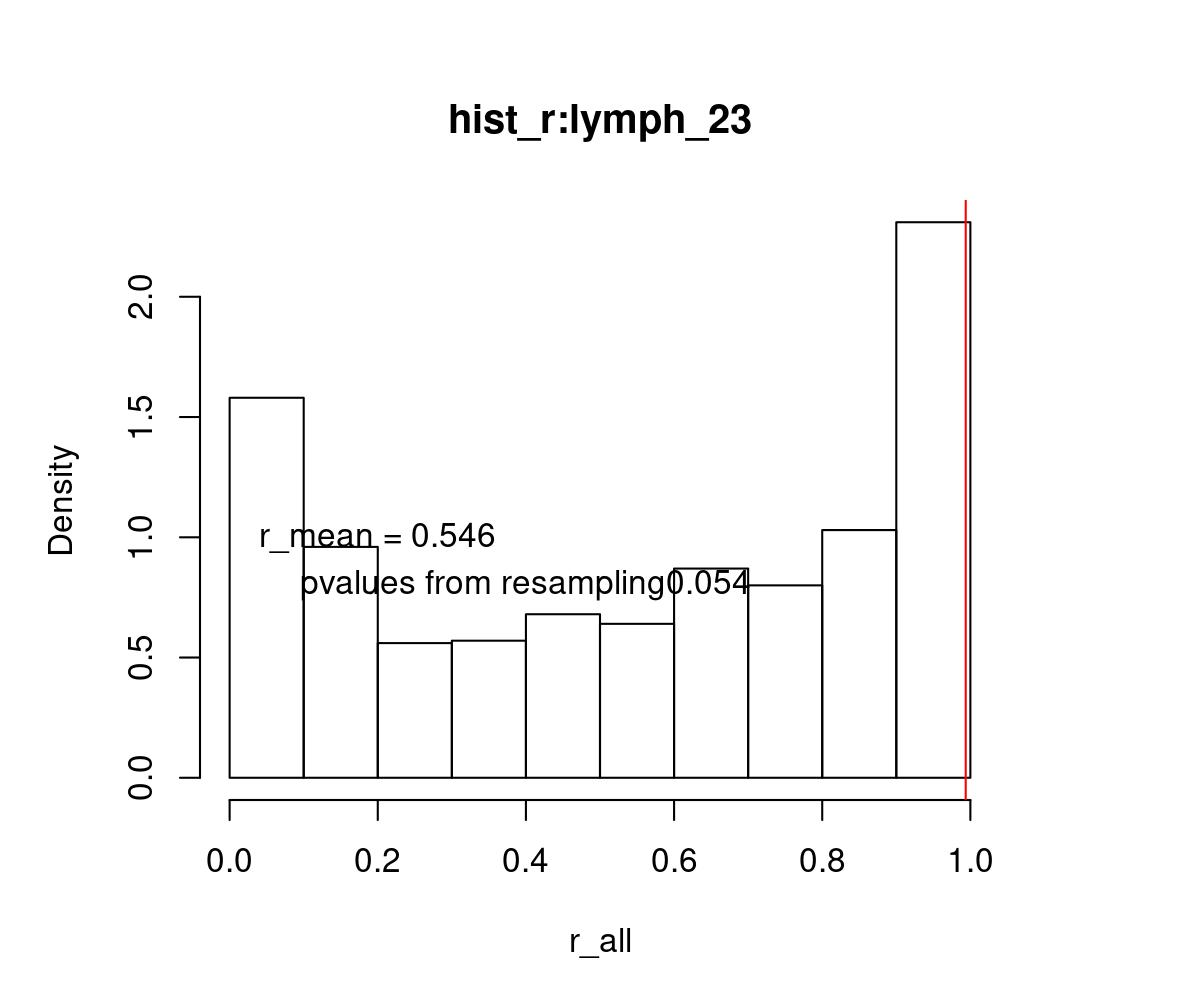 hist_r:lymph_23
Density
2.0
1.5
1.0
0.5
0.0
r_mean = 0.546
pvalues from resampling0.054
0.0 0.2 0.4 0.6 0.8 1.0
r_all